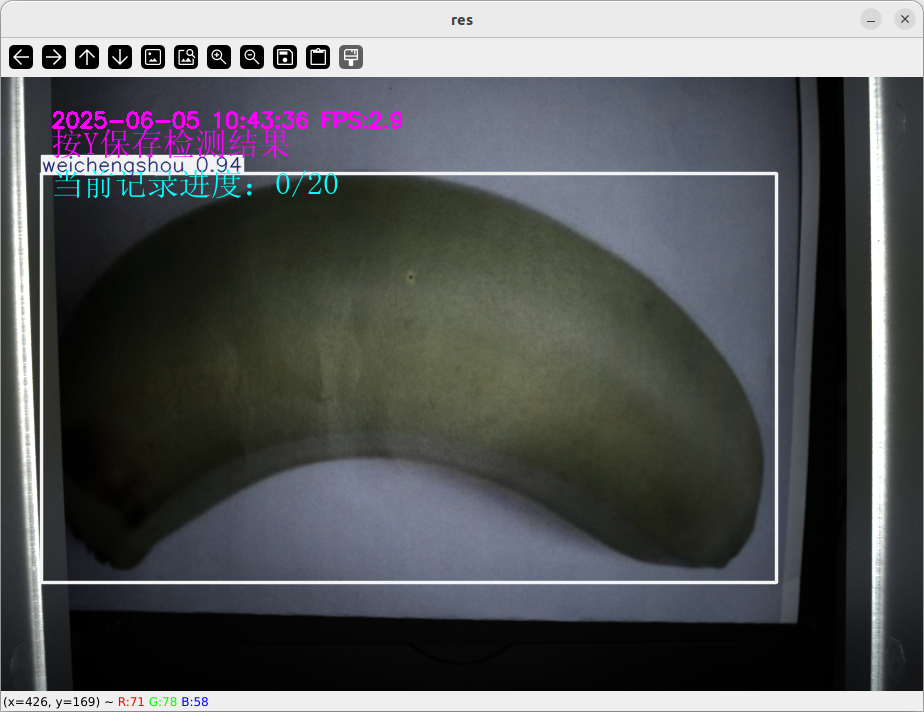 res
2025-06-05 10:43:36 FPS:2.9
按Y保存检测结果
weichengshou 0.94
当前记录进度：0/20
(x=426, y=169) ~ R:71 G:78 B:58